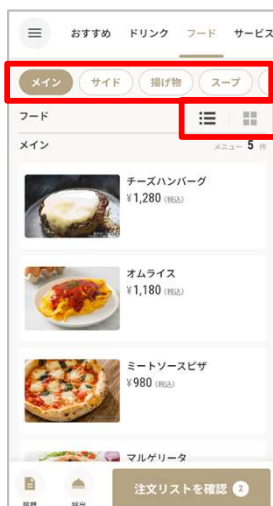 おすすめ ドリンク フード サービス
メイン サイド 揚げ物 スープ
フード
メイン メニュー 5 件
チーズハンバーグ
¥1,280 (税込)
オムライス
¥1,180 (税込)
ミートソースピザ
¥980 (税込)
マルゲリータ
注文リストを確認 2
履歴 呼出